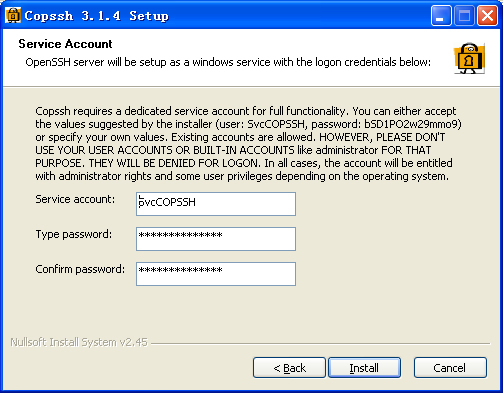 Copssh 3.1.4 Setup
Service Account
OpenSSH server will be setup as a windows service with the logon credentials below:
Copssh requires a dedicated service account for full functionality. You can either accept
the values suggested by the installer (user: SvcCOPSSH, password: bSD1PO2w29mmo9)
or specify your own values. Existing accounts are allowed. HOWEVER, PLEASE DON'T
USE YOUR USER ACCOUNTS OR BUILT-IN ACCOUNTS like administrator FOR THAT
PURPOSE. THEY WILL BE DENIED FOR LOGON. In all cases, the account will be entitled
with administrator rights and some user privileges depending on the operating system.
Service account: SvcCOPSSH
Type password: **************
Confirm password: **************
Nullsoft Install System v2.45
< Back Install Cancel